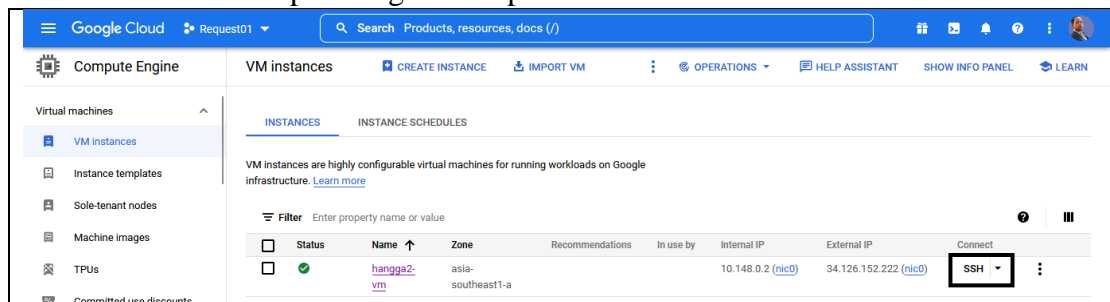 Google Cloud Request01 Search Products, resources, docs (/)
Compute Engine VM instances CREATE INSTANCE IMPORT VM OPERATIONS HELP ASSISTANT SHOW INFO PANEL LEARN
Virtual machines
INSTANCES INSTANCE SCHEDULES
VM instances
VM instances are highly configurable virtual machines for running workloads on Google
Instance templates
infrastructure. Learn more
Sole-tenant nodes
Filter Enter property name or value
Machine images
Status Name Zone Recommendations In use by Internal IP External IP Connect
TPUs
hangga2- asia- 10.148.0.2 (nic0) 34.126.152.222 (nic0) SSH
vm southeast1-a
Committed use discounts